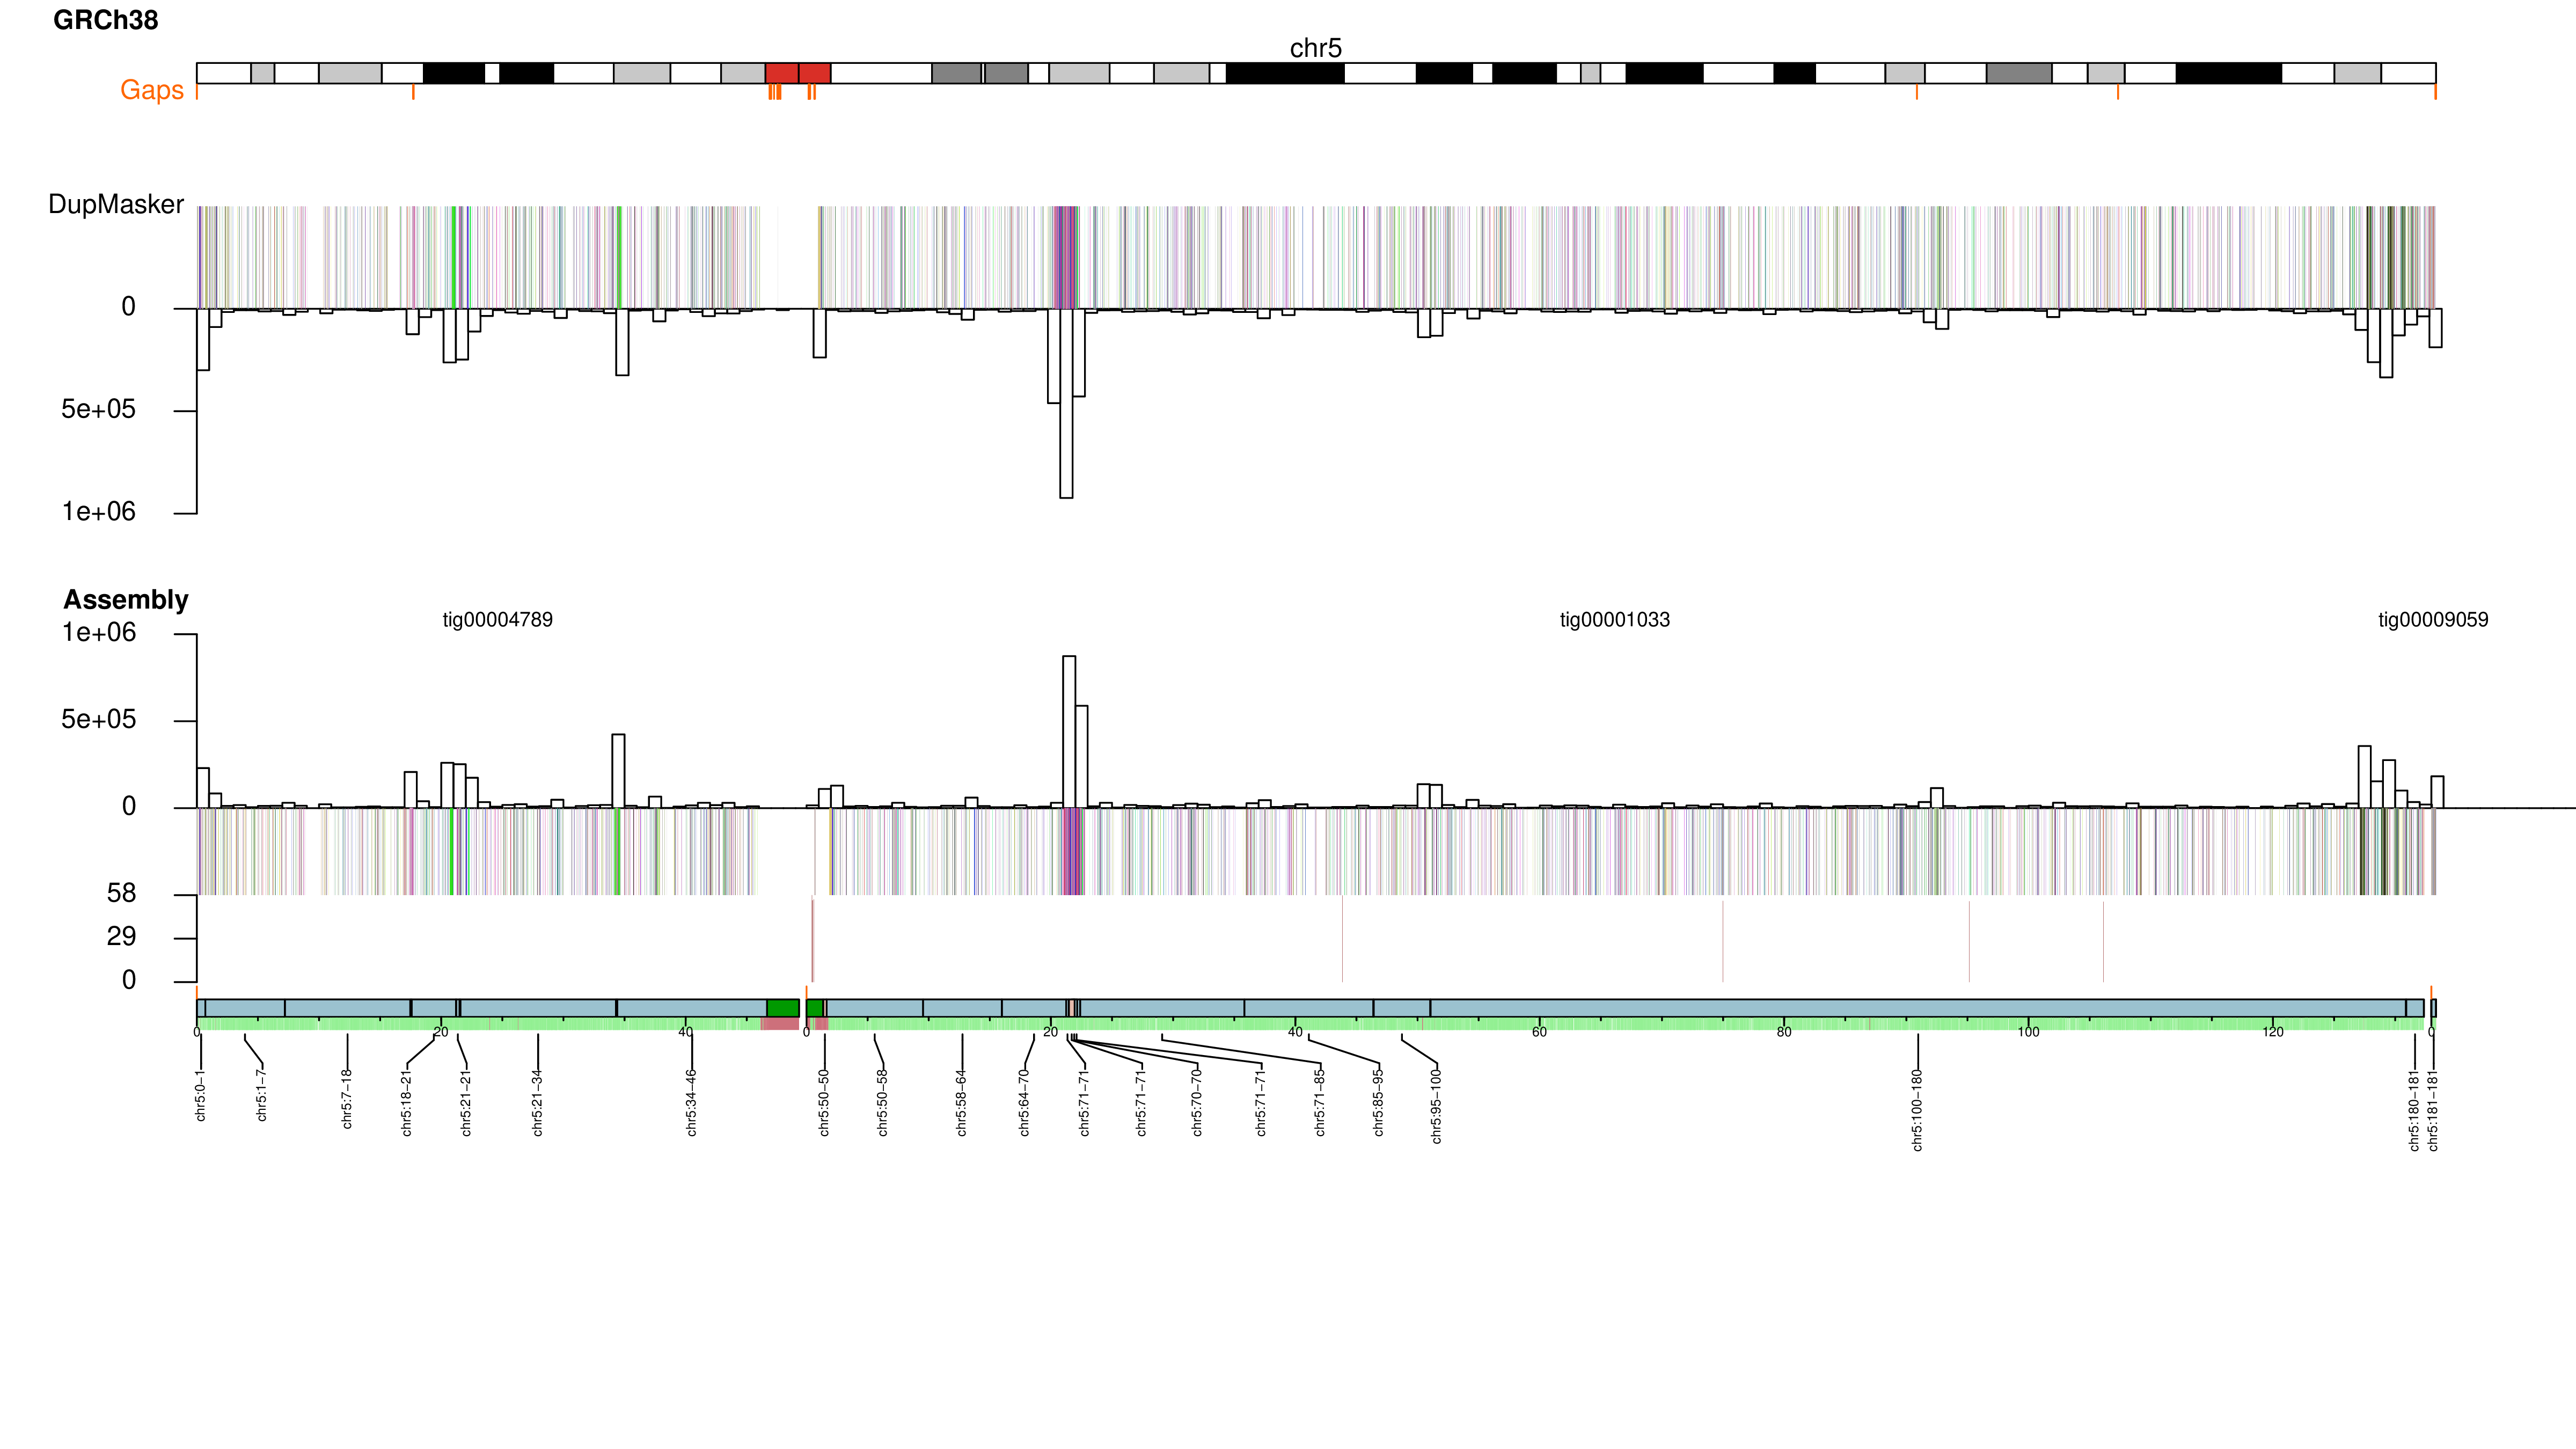 GRCh38
chr5
Gaps
DupMasker
0
5e+05
1e+06
Assembly
tig00004789 tig00001033 tig00009059
1e+06
5e+05
0
58
29
0
0 20 40 0 20 40 60 80 100 120 0
chr5:0−1
chr5:1−7
chr5:7−18
chr5:18−21
chr5:21−21
chr5:21−34
chr5:34−46
chr5:50−50
chr5:50−58
chr5:58−64
chr5:64−70
chr5:71−71
chr5:71−71
chr5:70−70
chr5:71−71
chr5:71−85
chr5:85−95
chr5:95−100
chr5:100−180
chr5:180−181
chr5:181−181